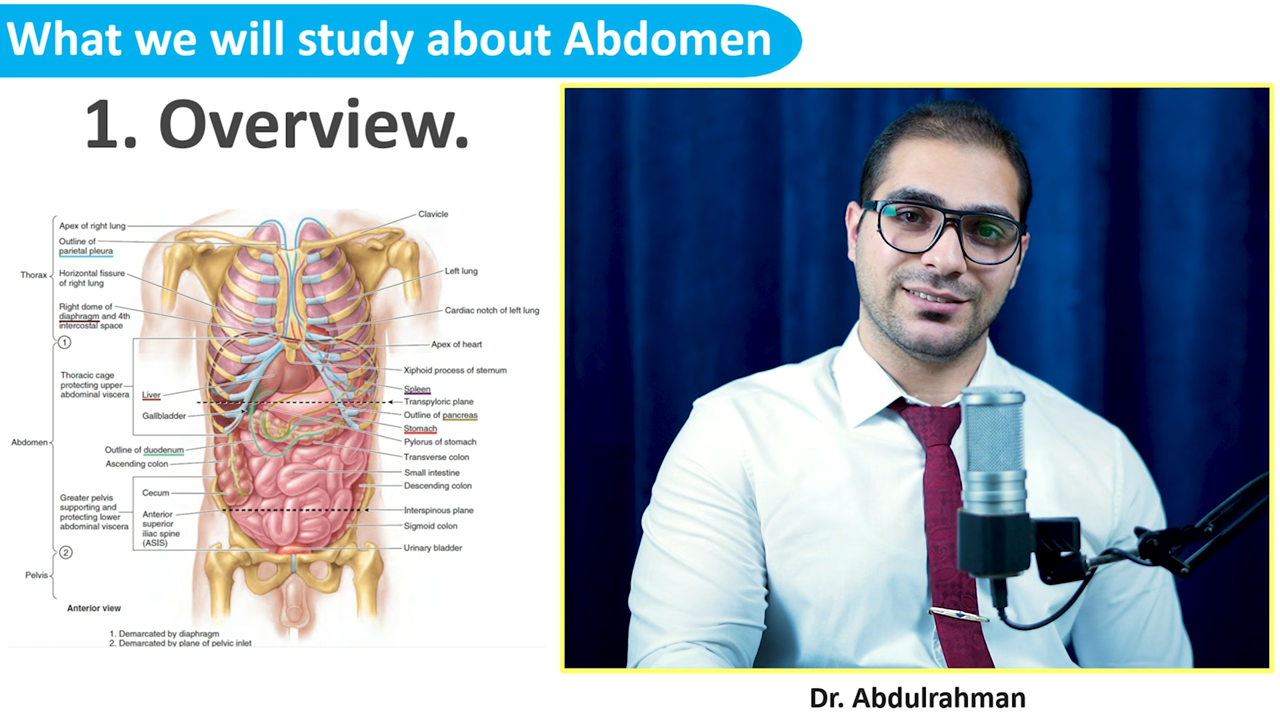 What we will study about Abdomen
1. Overview.
Clavicle
Apex of right lung
Outline of
parietal pleura
Thorax
Horizontal fissure
of right lung
Left lung
Right dome of
diaphragm and 4th
intercostal space
Cardiac notch of left lung
1
Apex of heart
Thoracic cage
protecting upper
abdominal viscera
Xiphoid process of sternum
Liver
Spleen
Transpyloric plane
Gallbladder
Outline of pancreas
Stomach
Abdomen
Pylorus of stomach
Outline of duodenum
Transverse colon
Ascending colon
Small intestine
Descending colon
Cecum
Greater pelvis
supporting and
protecting lower
abdominal viscera
Anterior
superior
iliac spine
(ASIS)
Interspinous plane
Sigmoid colon
Urinary bladder
2
Pelvis
Anterior view
1. Demarcated by diaphragm
2. Demarcated by plane of pelvic inlet
Dr. Abdulrahman